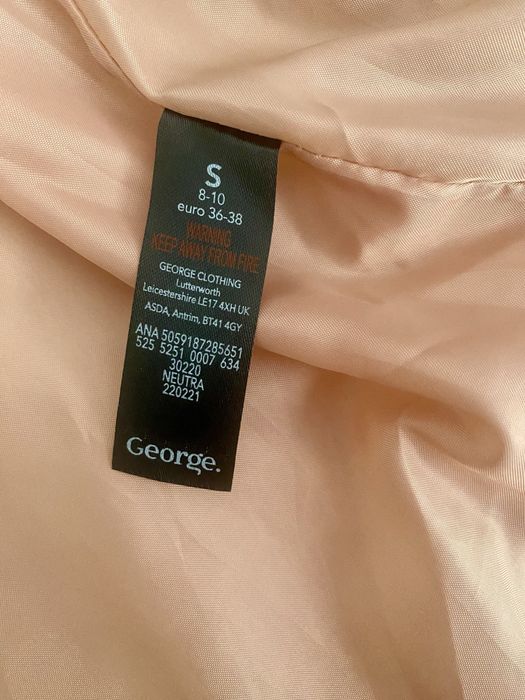 S
8-10
euro 36-38
WARNING
KEEP AWAY FROM FIRE
GEORGE CLOTHING
Lutterworth
Leicestershire LE17 4XH UK
ASDA, Antrim, BT41 4GY
ANA 5059187285651
525 5251 0007 634
30220
NEUTRA
220221
George.